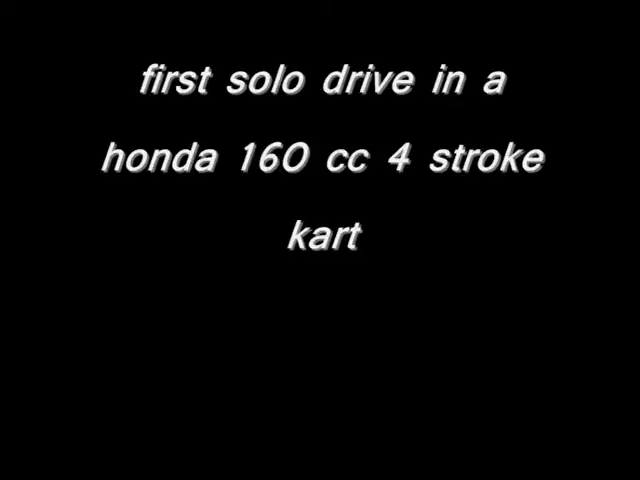 first solo drive in a
honda 160 cc 4 stroke
kart